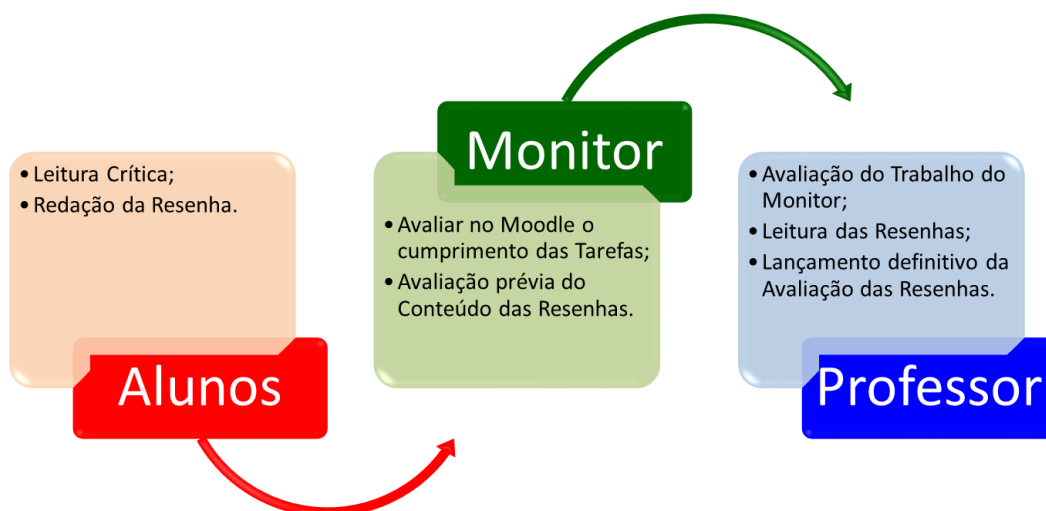 • Leitura Crítica;
• Redação da Resenha.
Alunos
Monitor
• Avaliar no Moodle o
cumprimento das Tarefas;
• Avaliação prévia do
Conteúdo das Resenhas.
• Avaliação do Trabalho do
Monitor;
• Leitura das Resenhas;
• Lançamento definitivo da
Avaliação das Resenhas.
Professor